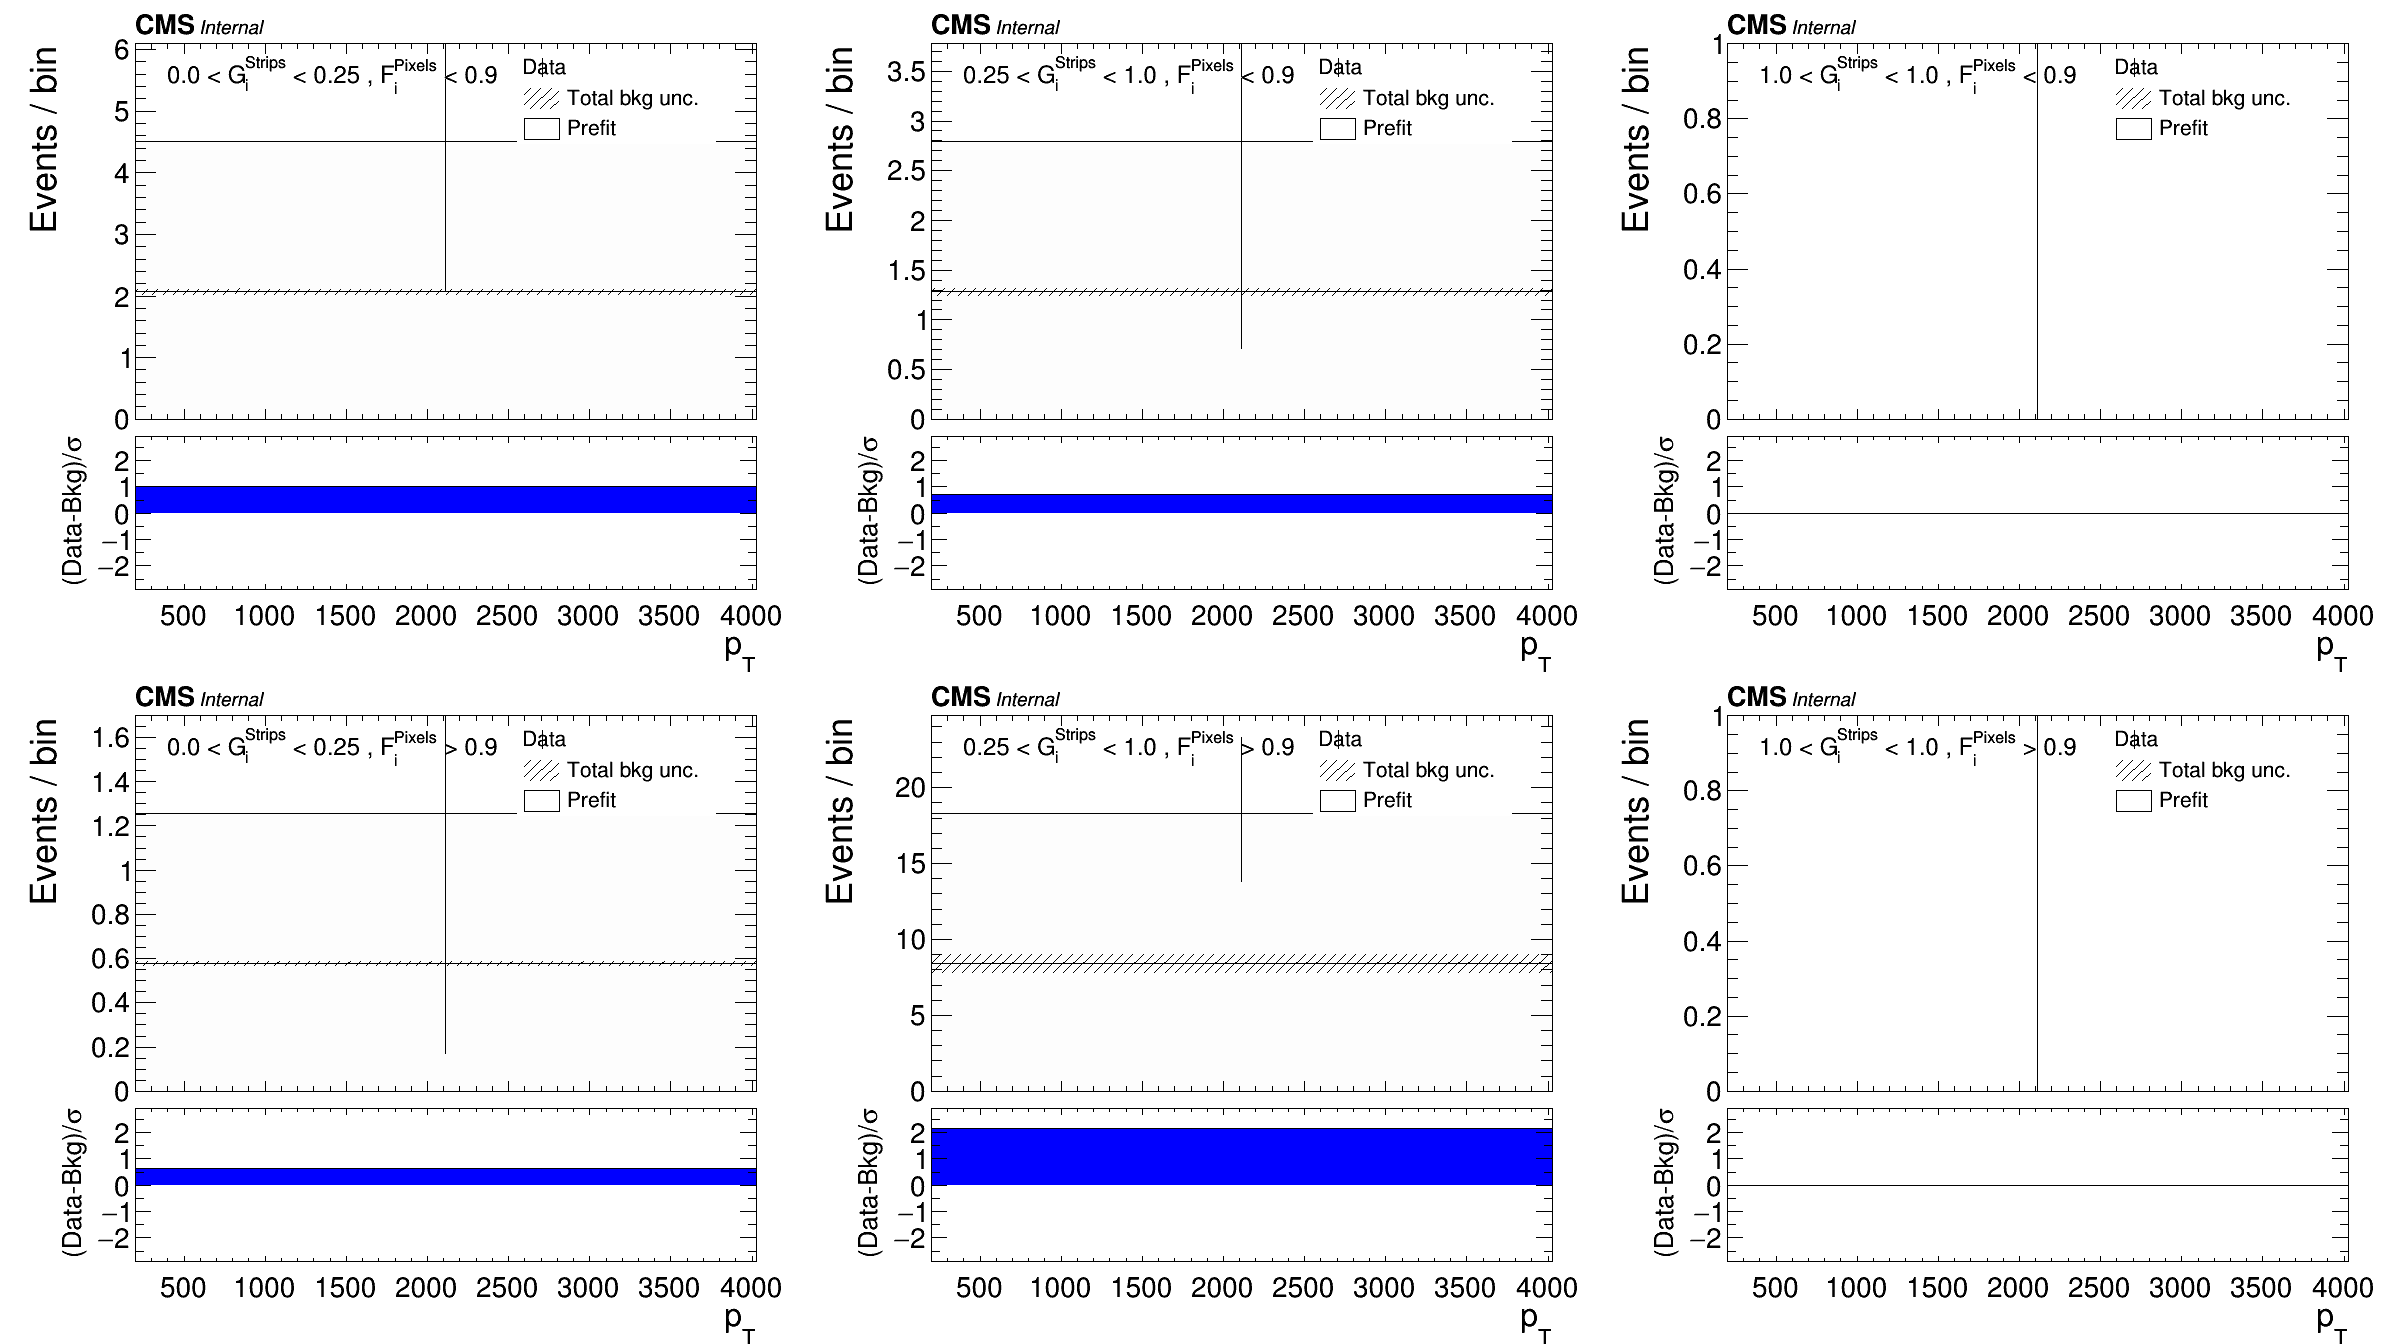 CMS Internal
Events / bin
0.0 < G_i^Strips < 0.25 , F_i^Pixels < 0.9
Data
Total bkg unc.
Prefit
6
5
4
3
2
1
0
(Data-Bkg)/σ
2
1
0
−1
−2
500 1000 1500 2000 2500 3000 3500 4000
p_T
CMS Internal
Events / bin
0.25 < G_i^Strips < 1.0 , F_i^Pixels < 0.9
Data
Total bkg unc.
Prefit
3.5
3
2.5
2
1.5
1
0.5
0
(Data-Bkg)/σ
2
1
0
−1
−2
500 1000 1500 2000 2500 3000 3500 4000
p_T
CMS Internal
Events / bin
1.0 < G_i^Strips < 1.0 , F_i^Pixels < 0.9
Data
Total bkg unc.
Prefit
1
0.8
0.6
0.4
0.2
0
(Data-Bkg)/σ
2
1
0
−1
−2
500 1000 1500 2000 2500 3000 3500 4000
p_T
CMS Internal
Events / bin
0.0 < G_i^Strips < 0.25 , F_i^Pixels > 0.9
Data
Total bkg unc.
Prefit
1.6
1.4
1.2
1
0.8
0.6
0.4
0.2
0
(Data-Bkg)/σ
2
1
0
−1
−2
500 1000 1500 2000 2500 3000 3500 4000
p_T
CMS Internal
Events / bin
0.25 < G_i^Strips < 1.0 , F_i^Pixels > 0.9
Data
Total bkg unc.
Prefit
20
15
10
5
0
(Data-Bkg)/σ
2
1
0
−1
−2
500 1000 1500 2000 2500 3000 3500 4000
p_T
CMS Internal
Events / bin
1.0 < G_i^Strips < 1.0 , F_i^Pixels > 0.9
Data
Total bkg unc.
Prefit
1
0.8
0.6
0.4
0.2
0
(Data-Bkg)/σ
2
1
0
−1
−2
500 1000 1500 2000 2500 3000 3500 4000
p_T